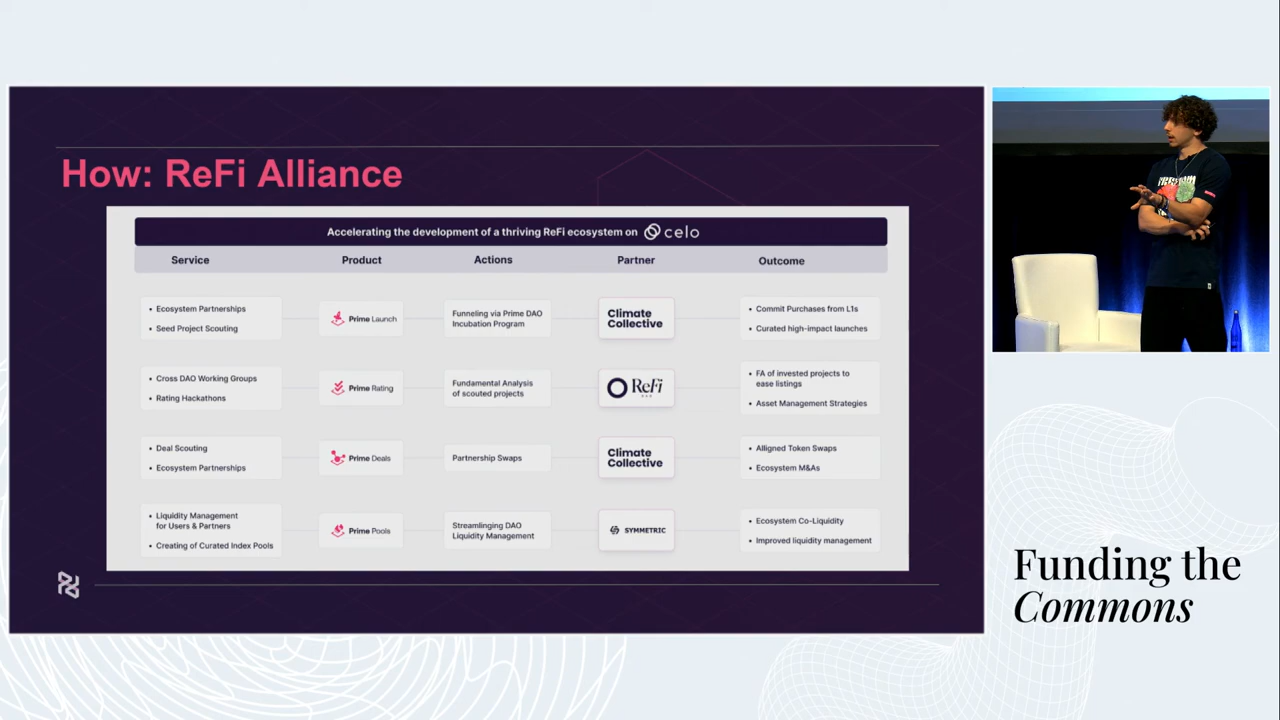 How: ReFi Alliance
Accelerating the development of a thriving ReFi ecosystem on celo
Service Product Actions Partner Outcome
• Ecosystem Partnerships
• Seed Project Scouting
Prime Launch
Funneling via Prime DAO
Incubation Program
Climate
Collective
• Commit Purchases from L1s
• Curated high-impact launches
• Cross DAO Working Groups
• Rating Hackathons
Prime Rating
Fundamental Analysis
of scouted projects
ReFi
• FA of invested projects to
ease listings
• Asset Management Strategies
• Deal Scouting
• Ecosystem Partnerships
Prime Deals
Partnership Swaps
Climate
Collective
• Alligned Token Swaps
• Ecosystem M&As
• Liquidity Management
for Users & Partners
• Creating of Curated Index Pools
Prime Pools
Streamlinging DAO
Liquidity Management
SYMMETRIC
• Ecosystem Co-Liquidity
• Improved liquidity management
Funding the
Commons